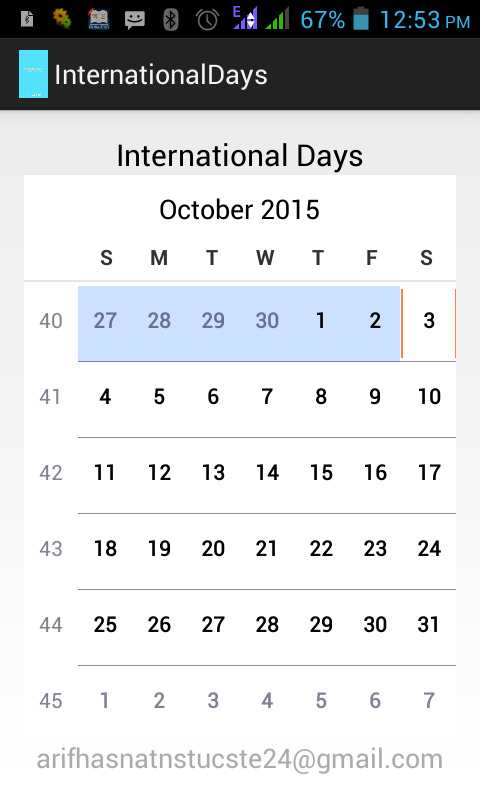 E 67% 12:53 PM
InternationalDays
International Days
October 2015
S M T W T F S
40 27 28 29 30 1 2 3
41 4 5 6 7 8 9 10
42 11 12 13 14 15 16 17
43 18 19 20 21 22 23 24
44 25 26 27 28 29 30 31
45 1 2 3 4 5 6 7
arifhasnatnstucste24@gmail.com